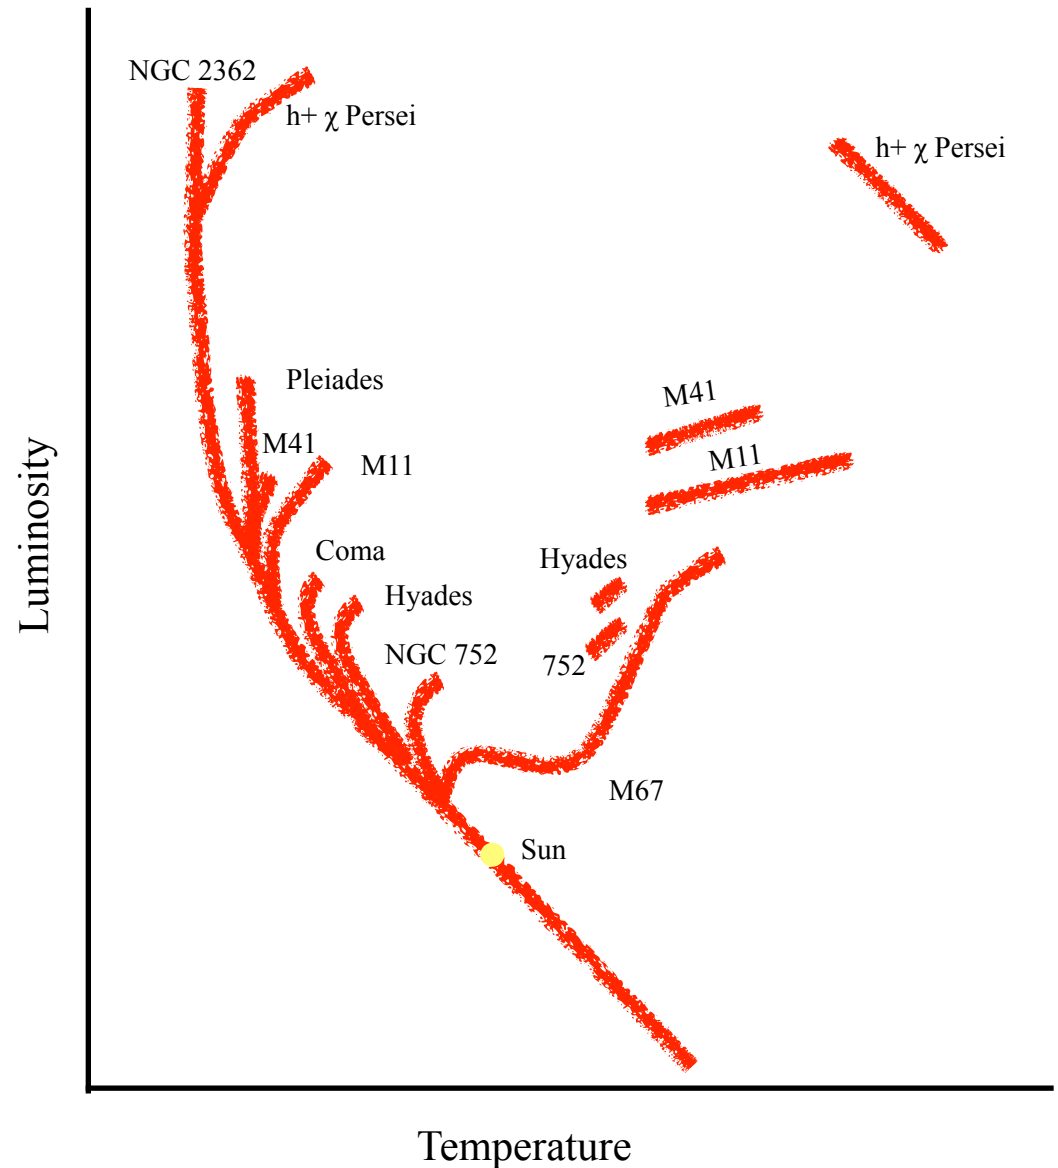 NGC 2362
h+ χ Persei
h+ χ Persei
Pleiades
M41
M41
M11
M11
Coma
Hyades
Hyades
NGC 752
752
M67
Sun
Luminosity
Temperature